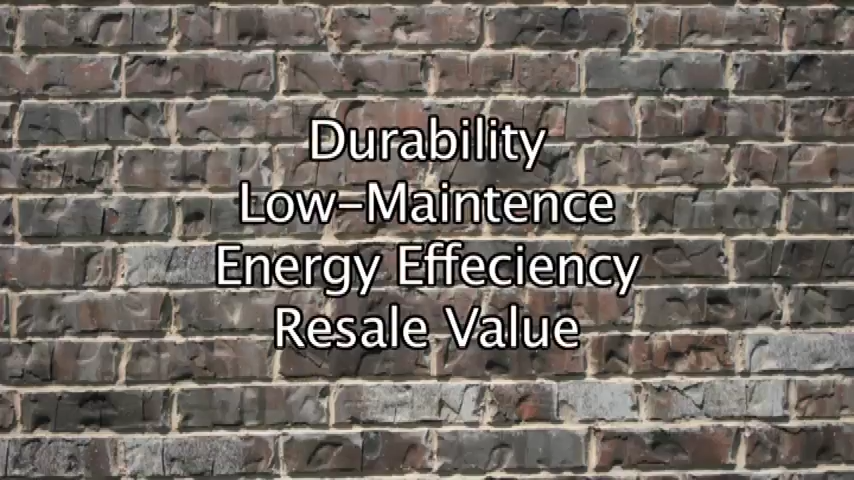 Durability
Low-Maintence
Energy Effeciency
Resale Value